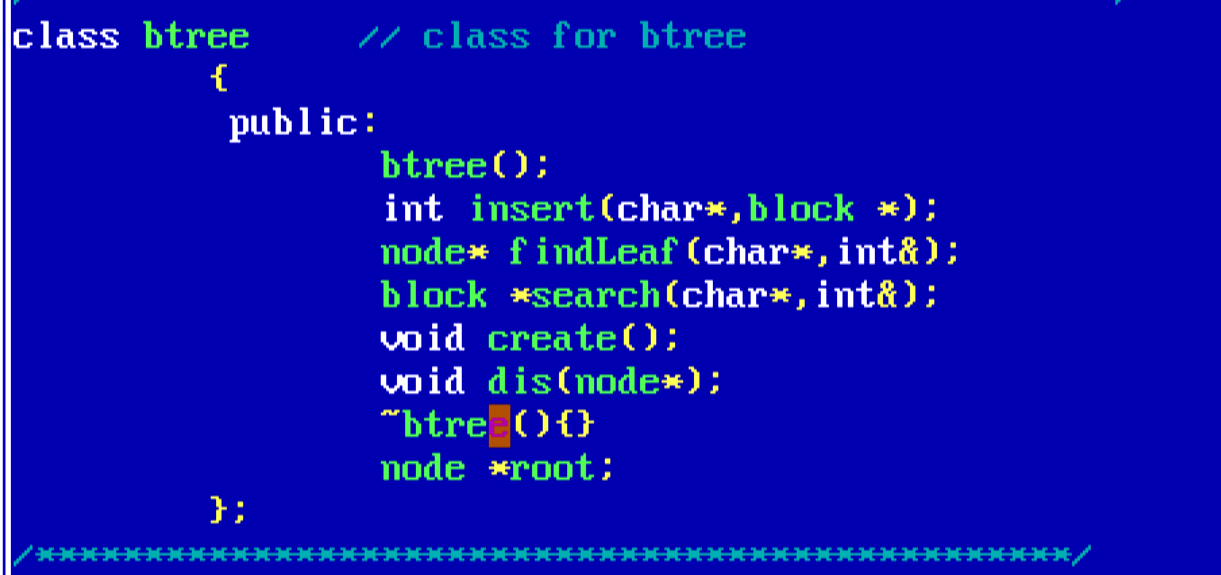 class btree // class for btree
{
public:
btree();
int insert(char*,block *);
node* findLeaf(char*,int&);
block *search(char*,int&);
void create();
void dis(node*);
~btree(){}
node *root;
};
/************************************************/